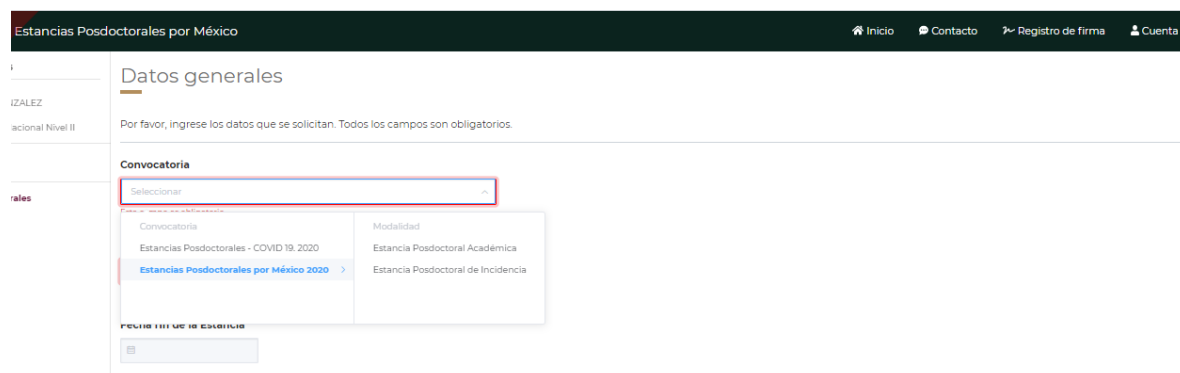 Estancias Posdoctorales por México
Inicio
Contacto
Registro de firma
Cuenta
Datos generales
IZALEZ
acional Nivel II
Por favor, ingrese los datos que se solicitan. Todos los campos son obligatorios.
Convocatoria
rales
Seleccionar
Convocatoria
Modalidad
Estancias Posdoctorales - COVID 19. 2020
Estancia Posdoctoral Académica
Estancias Posdoctorales por México 2020
Estancia Posdoctoral de Incidencia
Fecha fin de la Estancia